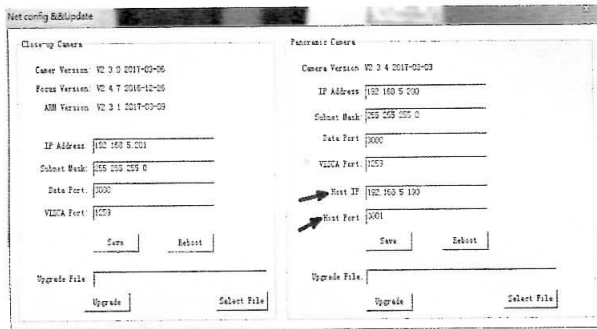 Net config &&Update
Close-up Camera
Camer Version: V2 3 0 2017-03-06
Focus Version: V2 4 7 2016-12-26
ARM Version: V2 3 1 2017-03-09
IP Address: 192 168 5.201
Subnet Mask: 255 255 255 0
Data Port: 3000
VISCA Port: 1259
Save Reboot
Upgrade File
Upgrade Select File
Panoramic Camera
Camera Version V2 3 4 2017-03-03
IP Address 192 168 5 200
Subnet Mask: 255 255 255 0
Data Port 3000
VISCA Port: 1259
Host IP 192 168 5 190
Host Port 3001
Save Reboot
Upgrade File.
Upgrade Select File